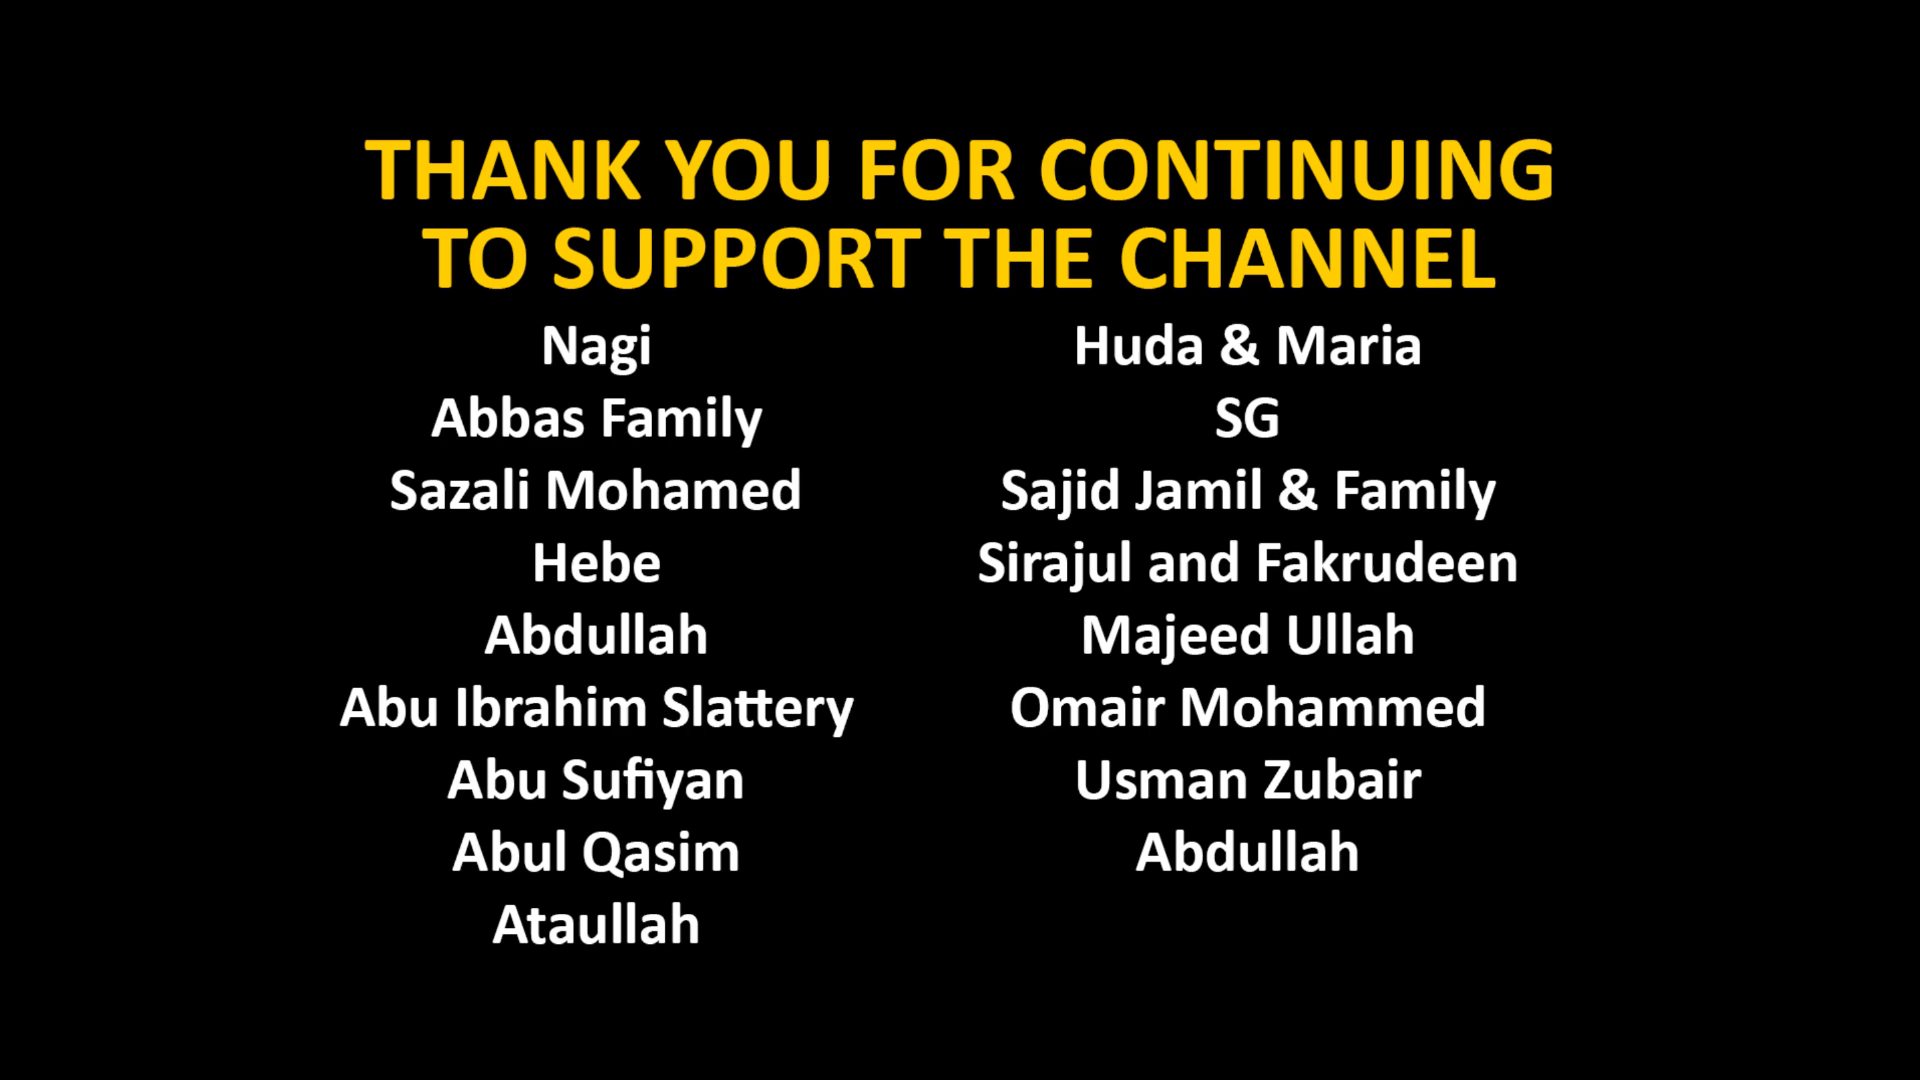 THANK YOU FOR CONTINUING
TO SUPPORT THE CHANNEL
Nagi
Abbas Family
Sazali Mohamed
Hebe
Abdullah
Abu Ibrahim Slattery
Abu Sufiyan
Abul Qasim
Ataullah
Huda & Maria
SG
Sajid Jamil & Family
Sirajul and Fakrudeen
Majeed Ullah
Omair Mohammed
Usman Zubair
Abdullah